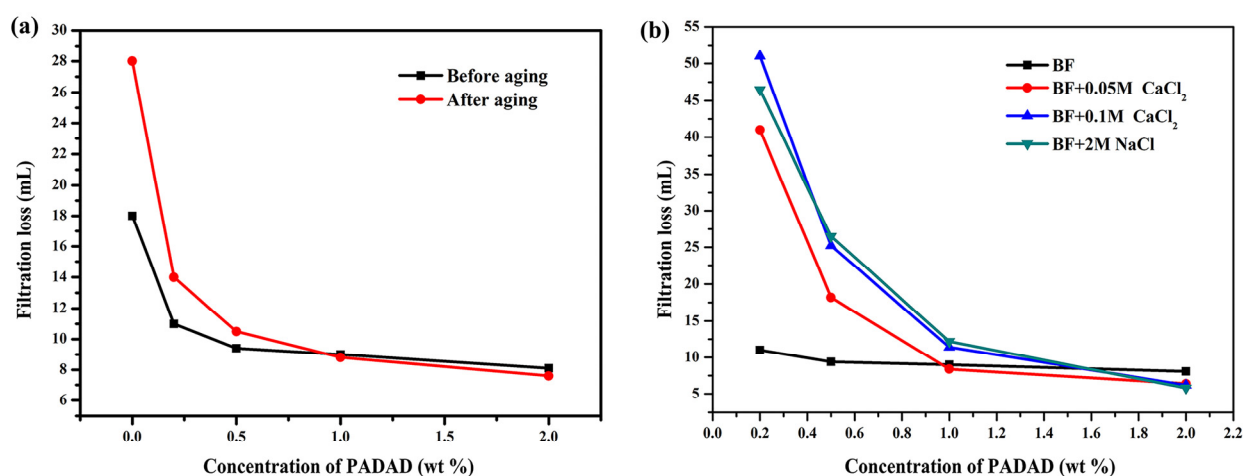 (a)
30
28
26
24
22
20
18
16
14
12
10
8
6
Filtration loss (mL)
Before aging
After aging
0.0 0.5 1.0 1.5 2.0
Concentration of PADAD (wt %)
(b)
55
50
45
40
35
30
25
20
15
10
5
Filtration loss (mL)
BF
BF+0.05M CaCl₂
BF+0.1M CaCl₂
BF+2M NaCl
0.0 0.2 0.4 0.6 0.8 1.0 1.2 1.4 1.6 1.8 2.0 2.2
Concentration of PADAD (wt %)